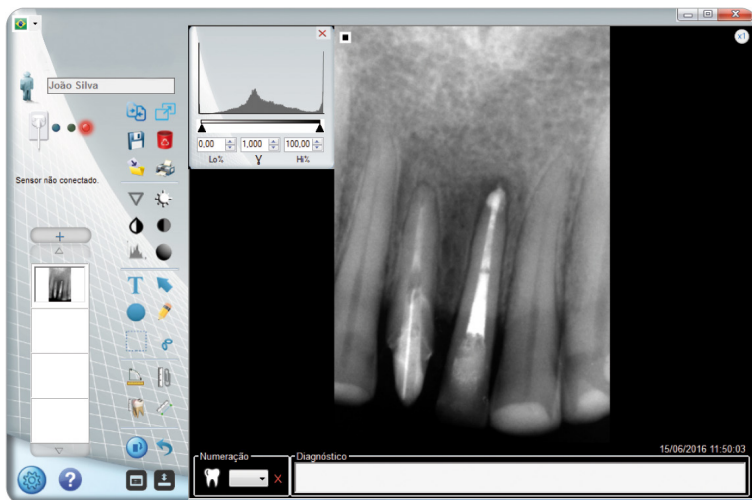 João Silva
Sensor não conectado.
+
0,00
1,000
100,00
Lo%
γ
Hi%
x1
T
?
15/06/2016 11:50:03
Numeração
X
Diagnóstico